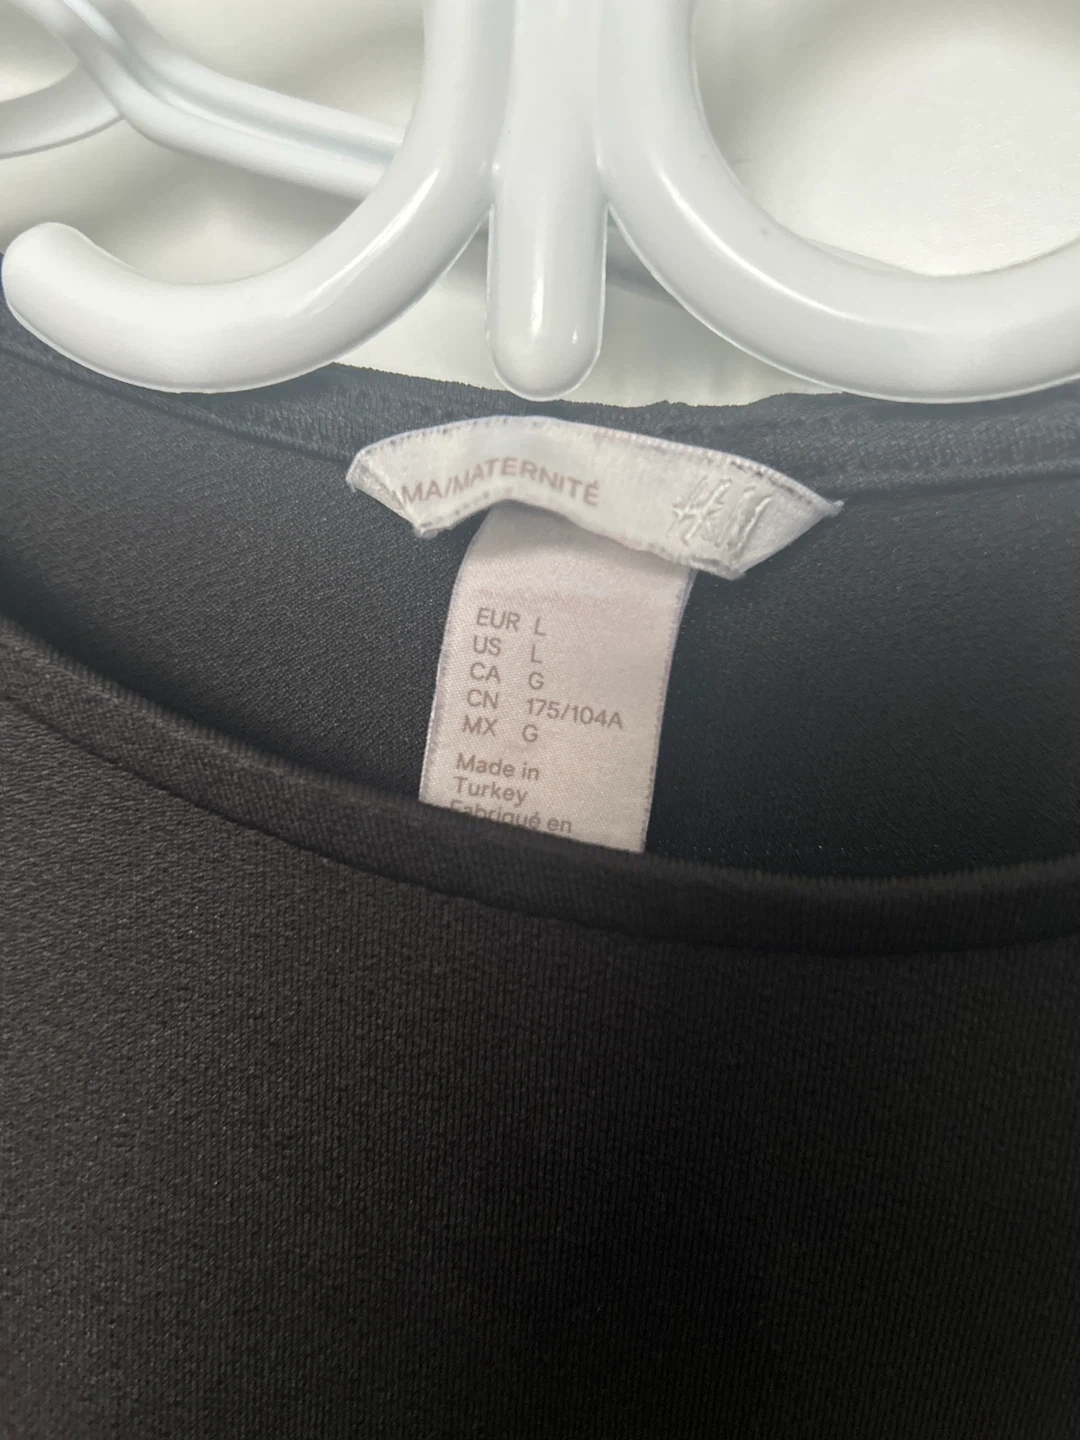 MA/MATERNITÉ
H&M
EUR L
US L
CA G
CN 175/104A
MX G
Made in
Turkey
Fabriqué en